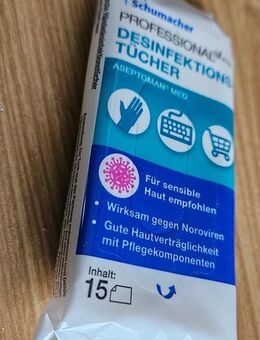 Schumacher
PROFESSIONAL
DESINFEKTIONS
TÜCHER
ASEPTOMAN® MED
Für sensible
Haut empfohlen
• Wirksam gegen Noroviren
• Gute Hautverträglichkeit
mit Pflegekomponenten
Inhalt:
15